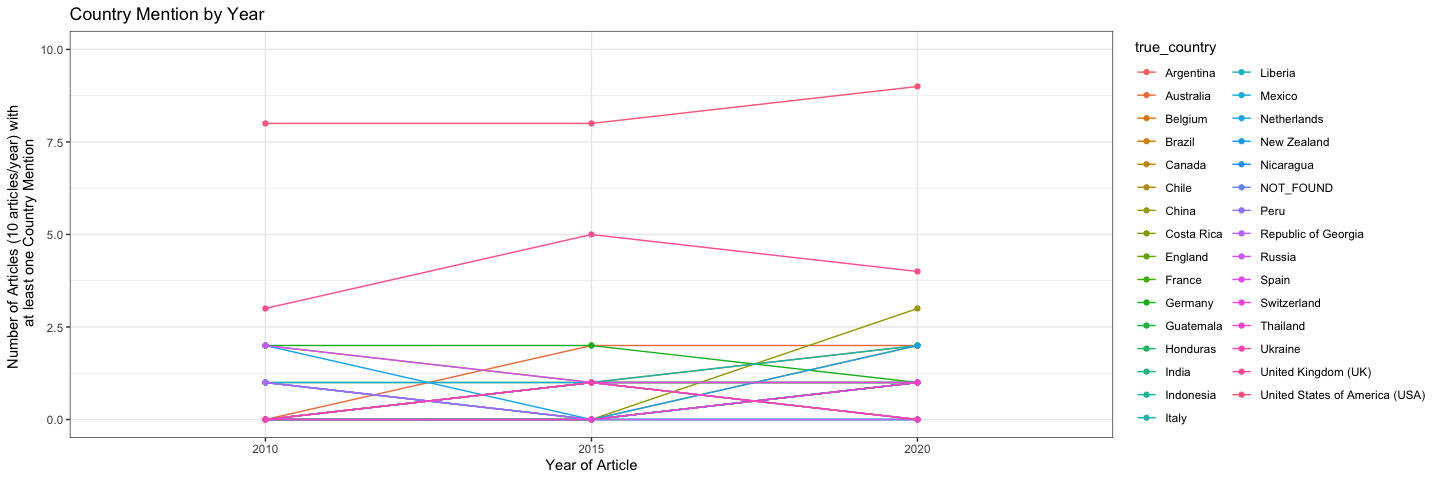 Country Mention by Year
Number of Articles (10 articles/year) with
at least one Country Mention
10.0
7.5
5.0
2.5
0.0
2010
2015
2020
Year of Article
true_country
Argentina
Australia
Belgium
Brazil
Canada
Chile
China
Costa Rica
England
France
Germany
Guatemala
Honduras
India
Indonesia
Italy
Liberia
Mexico
Netherlands
New Zealand
Nicaragua
NOT_FOUND
Peru
Republic of Georgia
Russia
Spain
Switzerland
Thailand
Ukraine
United Kingdom (UK)
United States of America (USA)